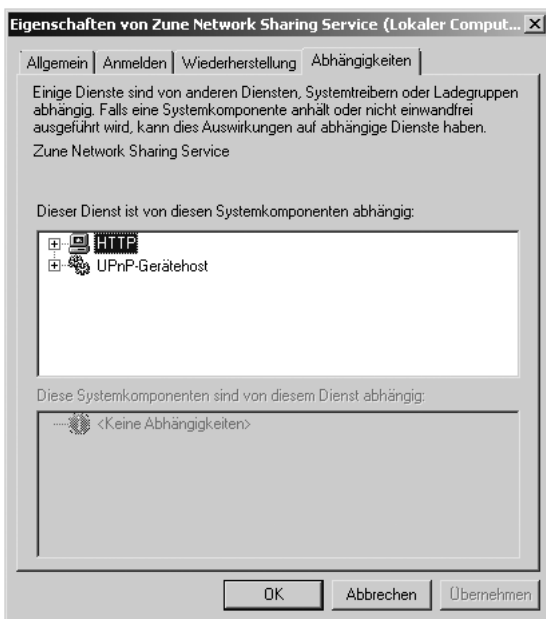 Eigenschaften von Zune Network Sharing Service (Lokaler Comput...
Allgemein Anmelden Wiederherstellung Abhängigkeiten
Einige Dienste sind von anderen Diensten, Systemtreibern oder Ladegruppen
abhängig. Falls eine Systemkomponente anhält oder nicht einwandfrei
ausgeführt wird, kann dies Auswirkungen auf abhängige Dienste haben.
Zune Network Sharing Service
Dieser Dienst ist von diesen Systemkomponenten abhängig:
HTTP
UPnP-Gerätehost
Diese Systemkomponenten sind von diesem Dienst abhängig:
<Keine Abhängigkeiten>
OK Abbrechen Übernehmen